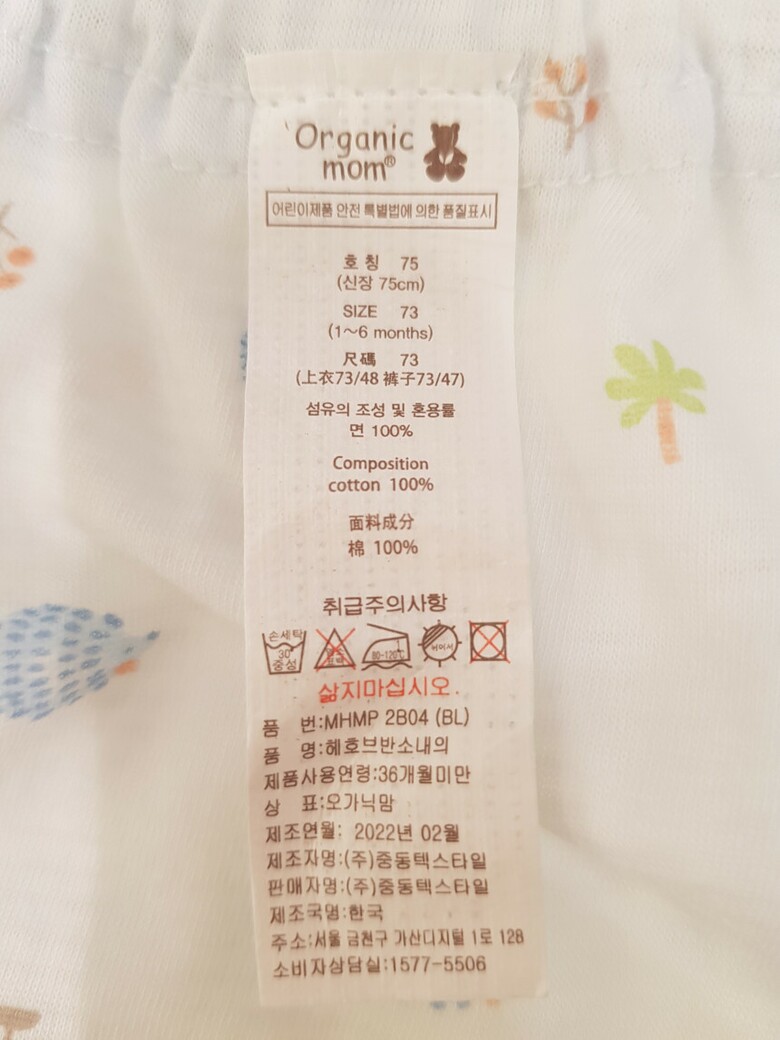 Organic
mom®
어린이제품 안전 특별법에 의한 품질표시
호 칭 75
(신장 75cm)
SIZE 73
(1~6 months)
尺碼 73
(上衣73/48 裤子73/47)
섬유의 조성 및 혼용률
면 100%
Composition
cotton 100%
面料成分
棉 100%
취급주의사항
손세탁
30°
중성
염소
표백
80~120℃
뉘어서
삶지마십시오.
품 번:MHMP 2B04 (BL)
품 명:헤호브반소내의
제품사용연령:36개월미만
상 표:오가닉맘
제조연월: 2022년 02월
제조자명:(주)중동텍스타일
판매자명:(주)중동텍스타일
제조국명:한국
주소:서울 금천구 가산디지털 1로 128
소비자상담실:1577-5506